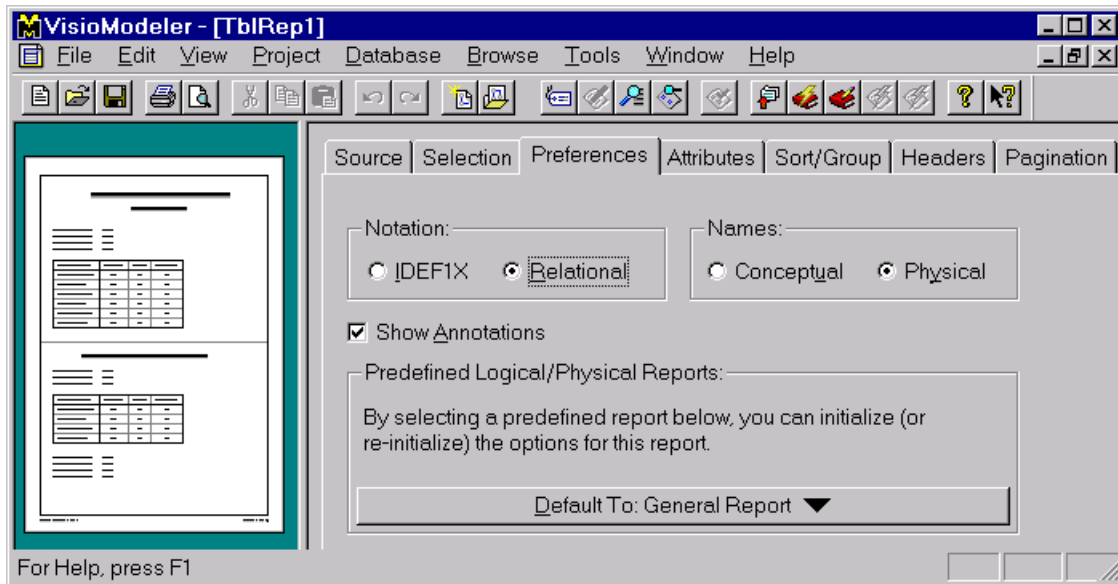 VisioModeler - [TblRep1]
File Edit View Project Database Browse Tools Window Help
Source Selection Preferences Attributes Sort/Group Headers Pagination
Notation: Names:
IDEF1X Relational Conceptual Physical
Show Annotations
Predefined Logical/Physical Reports:
By selecting a predefined report below, you can initialize (or
re-initialize) the options for this report.
Default To: General Report
For Help, press F1